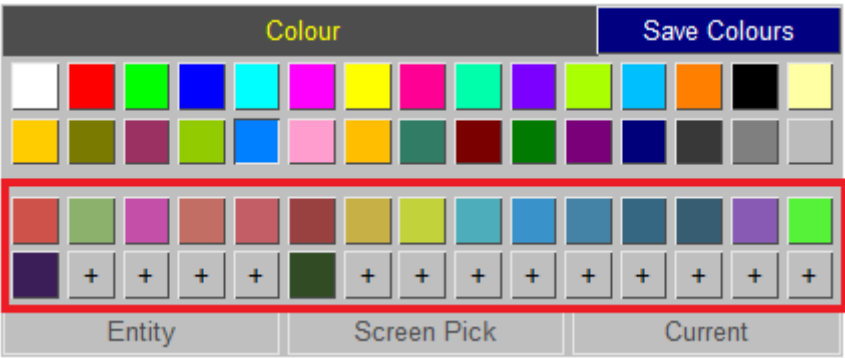 Colour Save Colours
+ + + + + + + + + + + + +
Entity Screen Pick Current